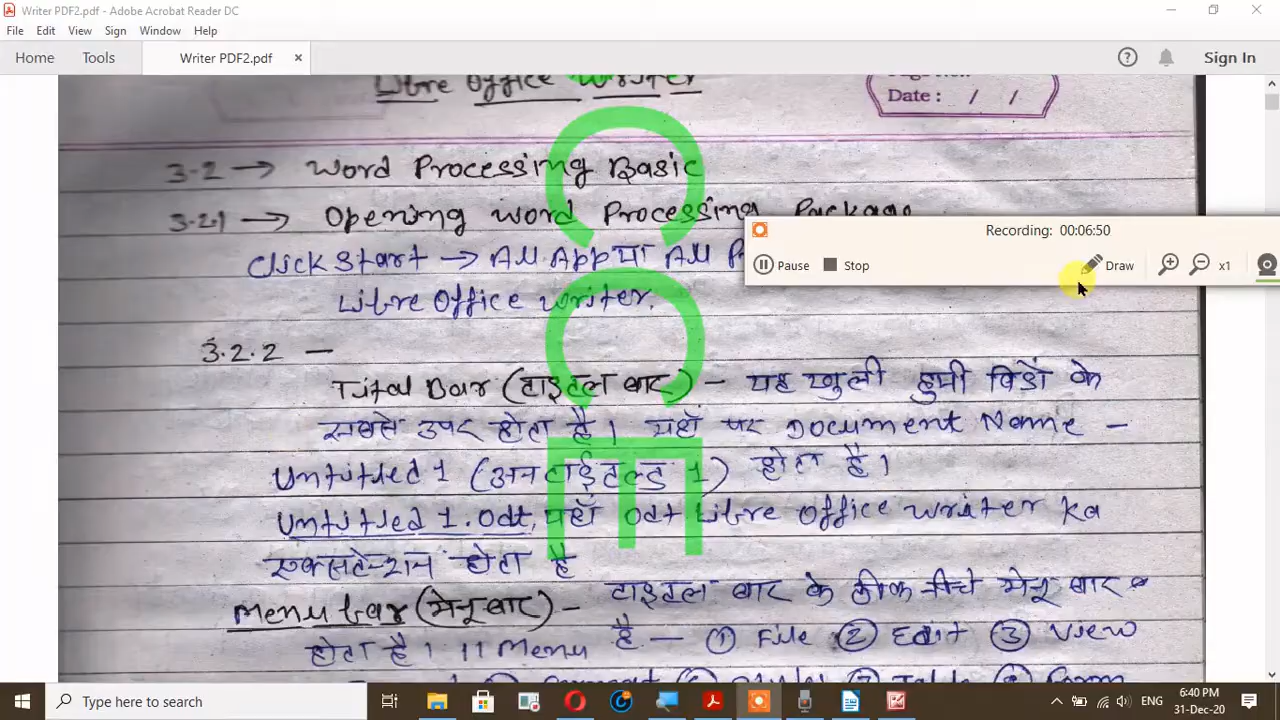 Writer PDF2.pdf - Adobe Acrobat Reader DC
File Edit View Sign Window Help
Home Tools Writer PDF2.pdf × Sign In
Libre Office Writer
Date : / /
3.2 → Word Processing Basic
3.2.1 → Opening Word Processing Package
Recording: 00:06:50
Click Start → All App या All P
Pause Stop Draw x1
Libre Office Writer.
3.2.2 —
Tital Bar (टाइटल बार) - यह खुली हुयी विंडो के
सबसे उपर होता है। यहाँ पर Document Name -
Untitled 1 (अनटाईटल्ड 1) होता है।
Untitled 1.odt, यहाँ odt Libre Office Writer ka
एक्सटेन्शन होता है
Menu bar (मेनू बार) - टाइटल बार के ठीक नीचे मेनू बार
होता है। 11 Menu है - ① File ② Edit ③ View
CCE
Type here to search
ENG 6:40 PM
31-Dec-20